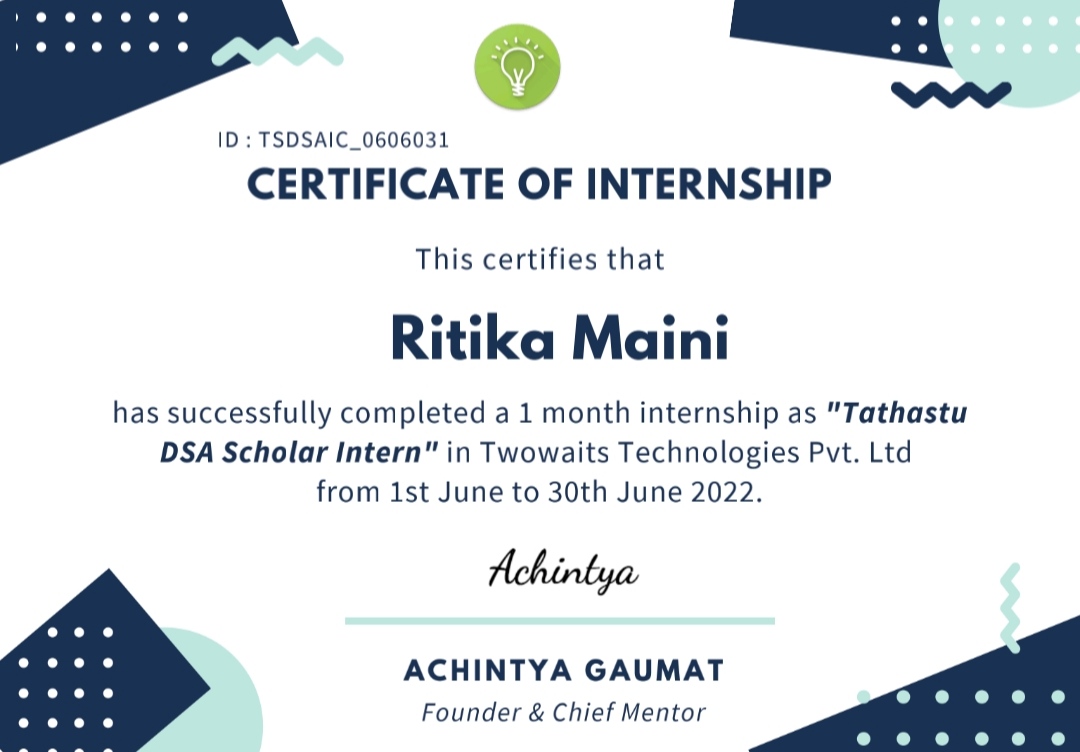 ID : TSDSAIC_0606031
CERTIFICATE OF INTERNSHIP
This certifies that
Ritika Maini
has successfully completed a 1 month internship as "Tathastu
DSA Scholar Intern" in Twowaits Technologies Pvt. Ltd
from 1st June to 30th June 2022.
Achintya
ACHINTYA GAUMAT
Founder & Chief Mentor